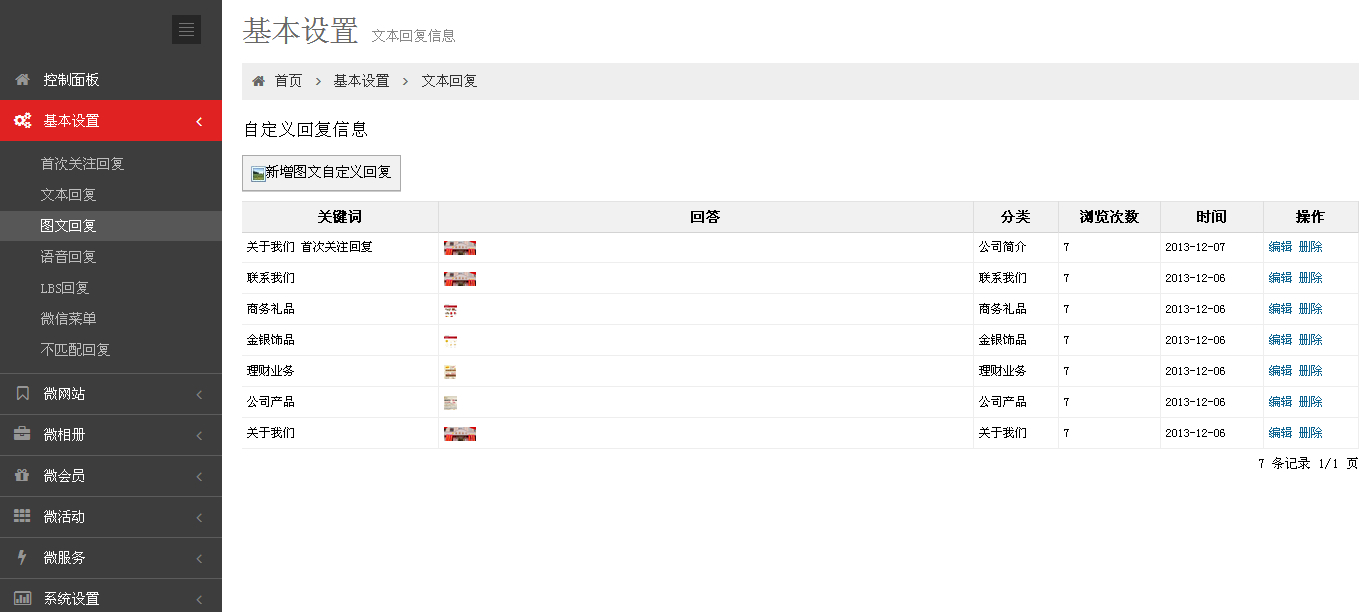 控制面板
基本设置
首次关注回复
文本回复
图文回复
语音回复
LBS回复
微信菜单
不匹配回复
微网站
微相册
微会员
微活动
微服务
系统设置
基本设置 文本回复信息
首页 > 基本设置 > 文本回复
自定义回复信息
新增图文自定义回复
关键词 回答 分类 浏览次数 时间 操作
关于我们 首次关注回复 公司简介 7 2013-12-07 编辑 删除
联系我们 联系我们 7 2013-12-06 编辑 删除
商务礼品 商务礼品 7 2013-12-06 编辑 删除
金银饰品 金银饰品 7 2013-12-06 编辑 删除
理财业务 理财业务 7 2013-12-06 编辑 删除
公司产品 公司产品 7 2013-12-06 编辑 删除
关于我们 关于我们 7 2013-12-06 编辑 删除
7 条记录 1/1 页